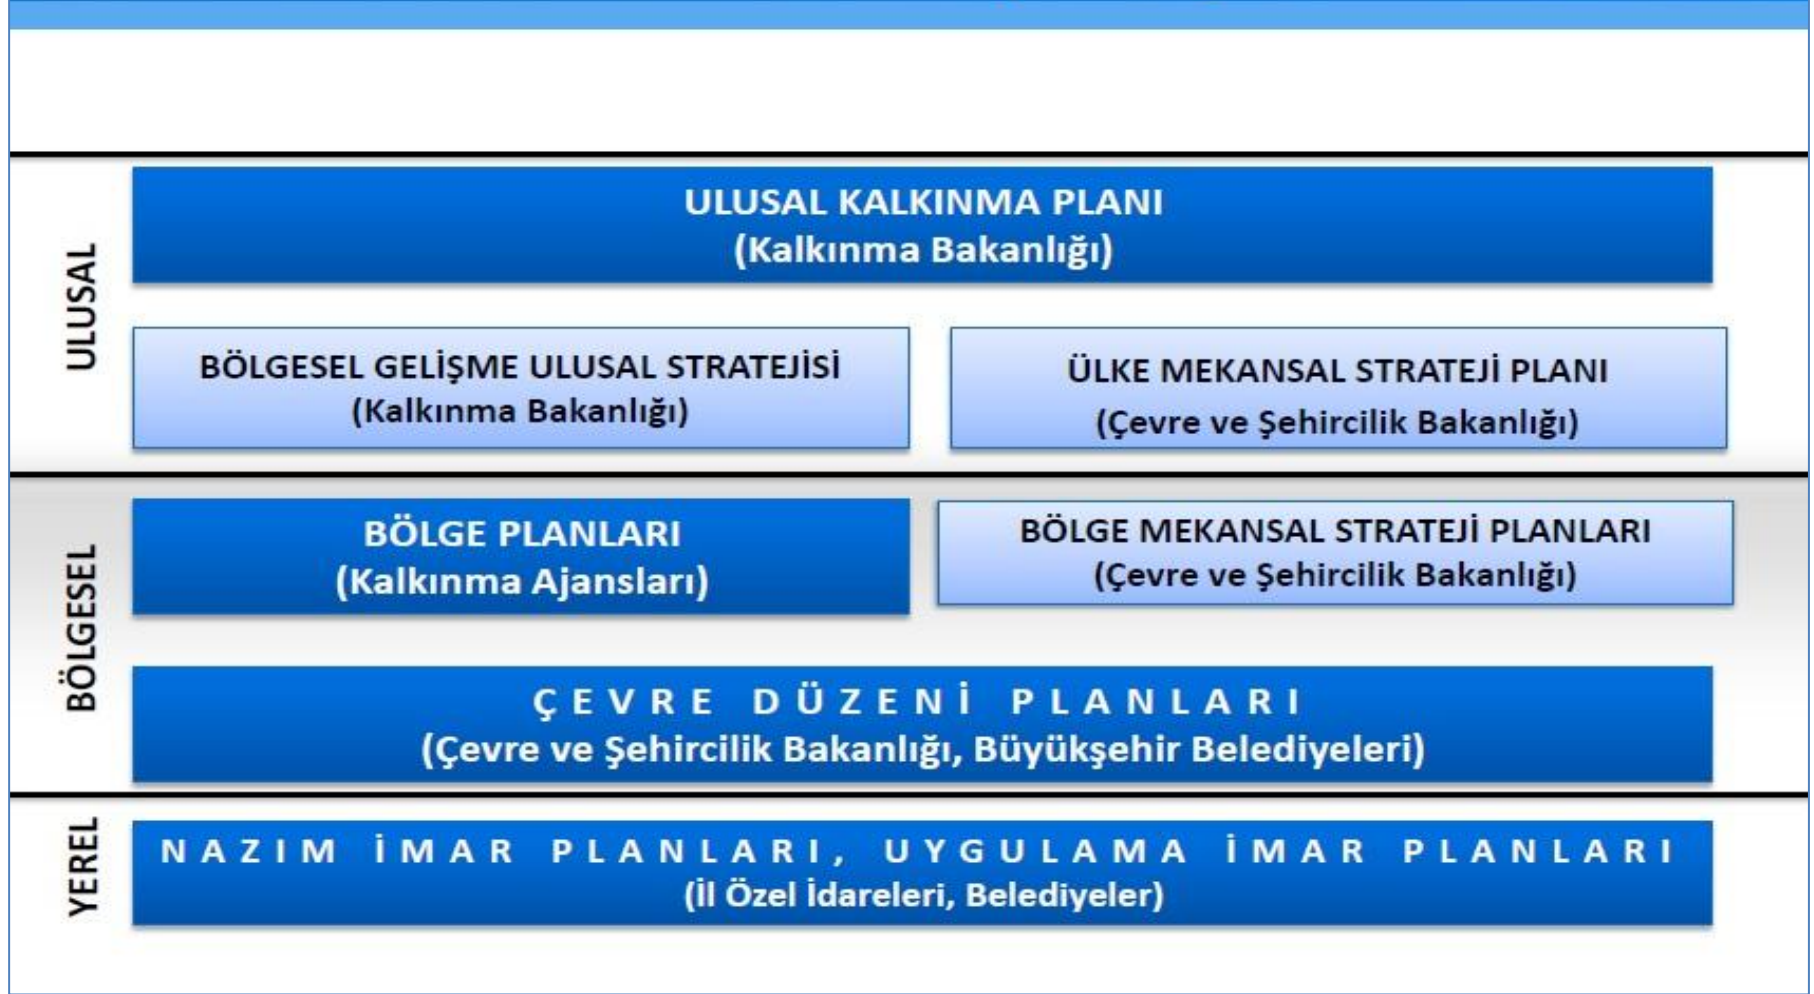 ULUSAL
ULUSAL KALKINMA PLANI
(Kalkınma Bakanlığı)
BÖLGESEL GELİŞME ULUSAL STRATEJİSİ
(Kalkınma Bakanlığı)
ÜLKE MEKANSAL STRATEJİ PLANI
(Çevre ve Şehircilik Bakanlığı)
BÖLGESEL
BÖLGE PLANLARI
(Kalkınma Ajansları)
BÖLGE MEKANSAL STRATEJİ PLANLARI
(Çevre ve Şehircilik Bakanlığı)
ÇEVRE DÜZENİ PLANLARI
(Çevre ve Şehircilik Bakanlığı, Büyükşehir Belediyeleri)
YEREL
NAZIM İMAR PLANLARI, UYGULAMA İMAR PLANLARI
(İl Özel İdareleri, Belediyeler)